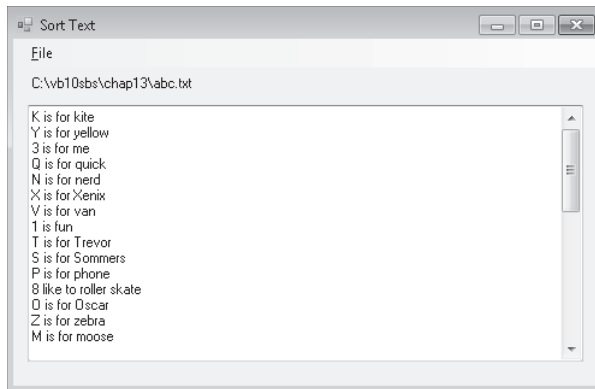 Sort Text
File
C:\vb10sbs\chap13\abc.txt
K is for kite
Y is for yellow
3 is for me
Q is for quick
N is for nerd
X is for Xenix
V is for van
1 is fun
T is for Trevor
S is for Sommers
P is for phone
8 like to roller skate
O is for Oscar
Z is for zebra
M is for moose